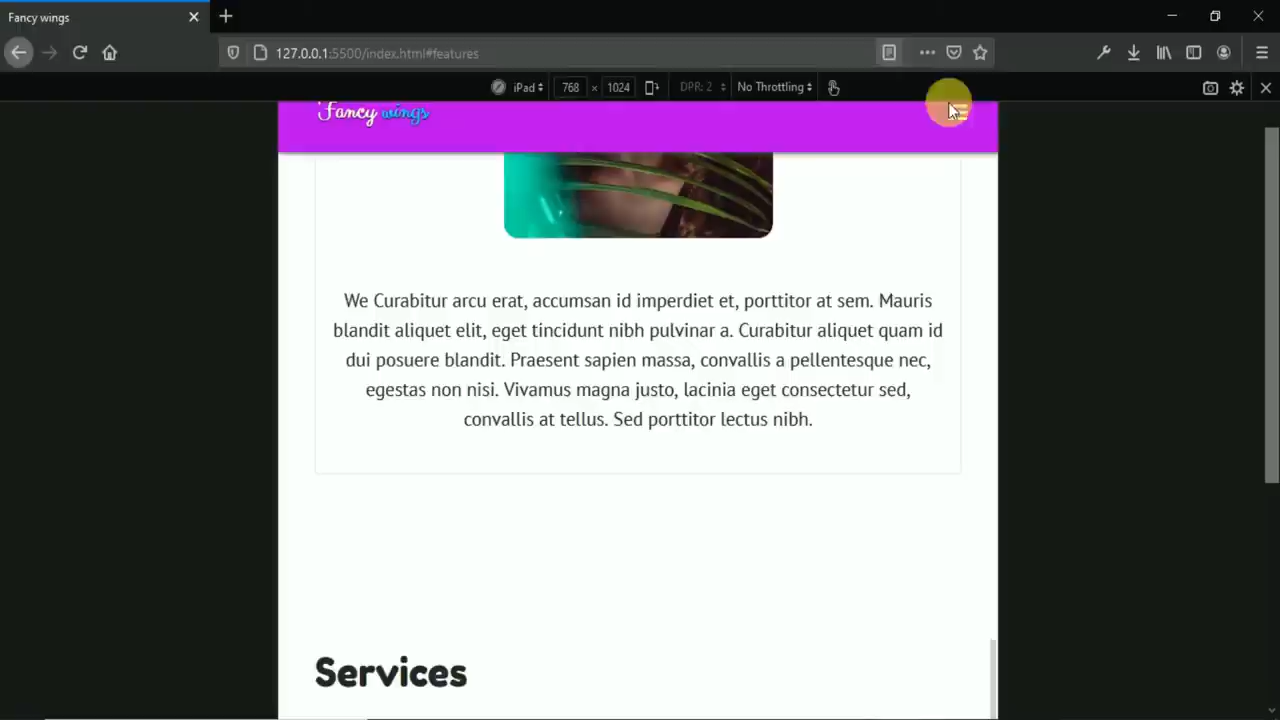 Fancy wings
127.0.0.1:5500/index.html#features
iPad 768 × 1024 DPR: 2 No Throttling
Fancy wings
We Curabitur arcu erat, accumsan id imperdiet et, porttitor at sem. Mauris
blandit aliquet elit, eget tincidunt nibh pulvinar a. Curabitur aliquet quam id
dui posuere blandit. Praesent sapien massa, convallis a pellentesque nec,
egestas non nisi. Vivamus magna justo, lacinia eget consectetur sed,
convallis at tellus. Sed porttitor lectus nibh.
Services